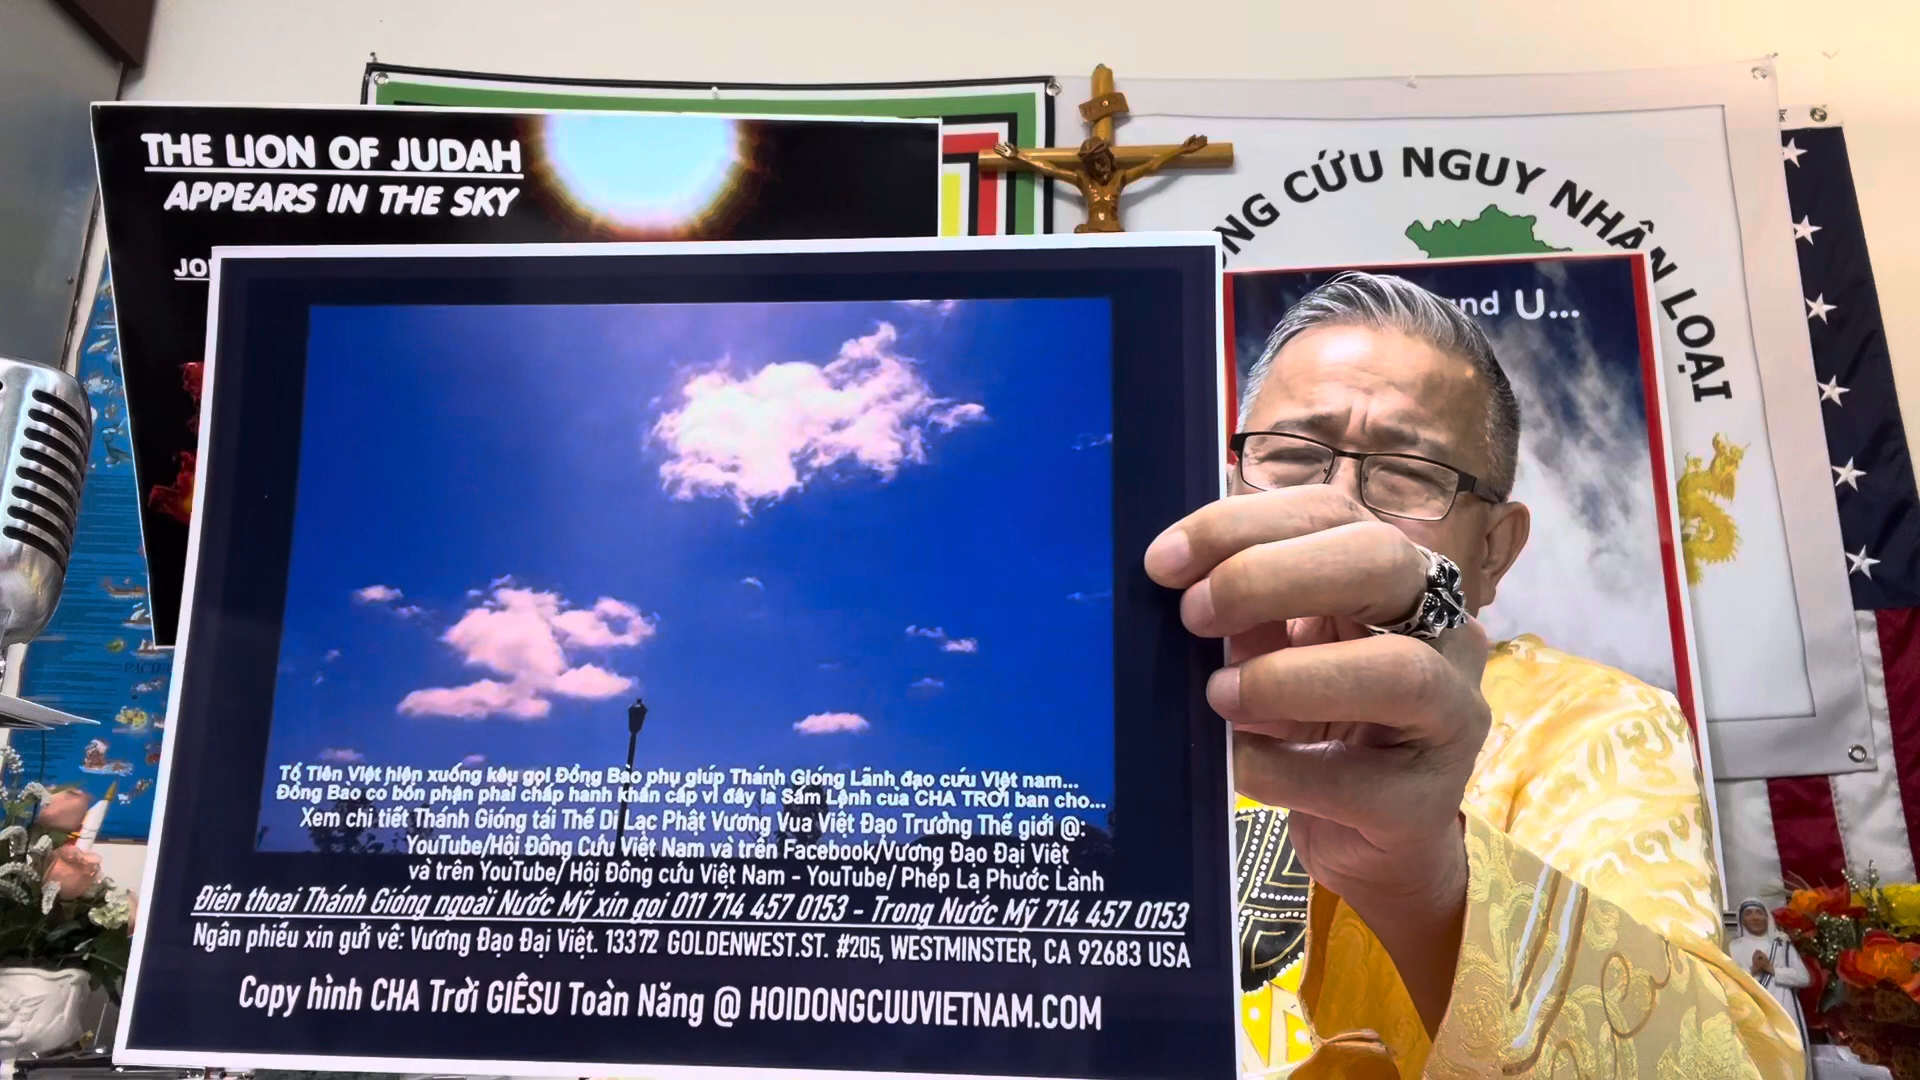 THE LION OF JUDAH
APPEARS IN THE SKY
CỨU NGUY NHÂN LOẠI
and U...
Tổ Tiên Việt hiện xuống kêu gọi Đồng Bào phụ giúp Thánh Gióng Lãnh đạo cứu Việt nam...
Đồng Bào có bổn phận phải chấp hành khẩn cấp vì đây là Sấm Lệnh của CHA TRỜI ban cho...
Xem chi tiết Thánh Gióng tái Thế Di Lạc Phật Vương Vua Việt Đạo Trưởng Thế giới @:
YouTube/Hội Đồng Cứu Việt Nam và trên Facebook/Vương Đạo Đại Việt
và trên YouTube/ Hội Đồng cứu Việt Nam - YouTube/ Phép Lạ Phước Lành
Điện thoại Thánh Gióng ngoài Nước Mỹ xin gọi 011 714 457 0153 - Trong Nước Mỹ 714 457 0153
Ngân phiếu xin gửi về: Vương Đạo Đại Việt. 13372 GOLDENWEST.ST. #205, WESTMINSTER, CA 92683 USA
Copy hình CHA Trời GIÊSU Toàn Năng @ HOIDONGCUUVIETNAM.COM